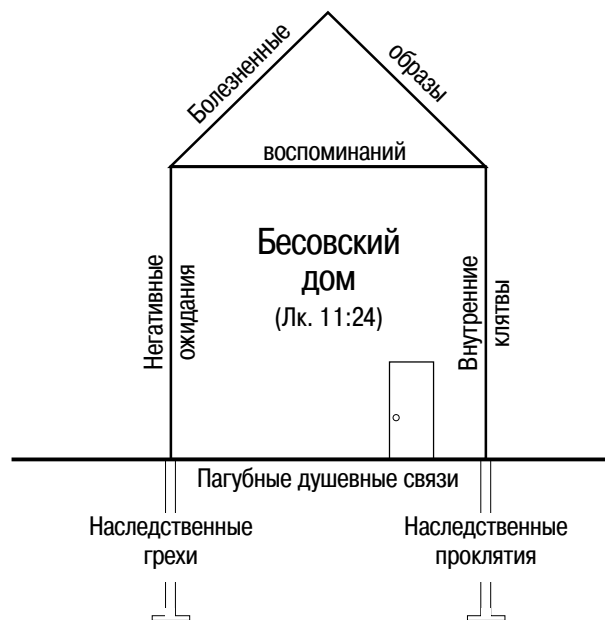 Болезненные
образы
воспоминаний
Негативные
ожидания
Бесовский
дом
(Лк. 11:24)
Внутренние
клятвы
Пагубные душевные связи
Наследственные
грехи
Наследственные
проклятия